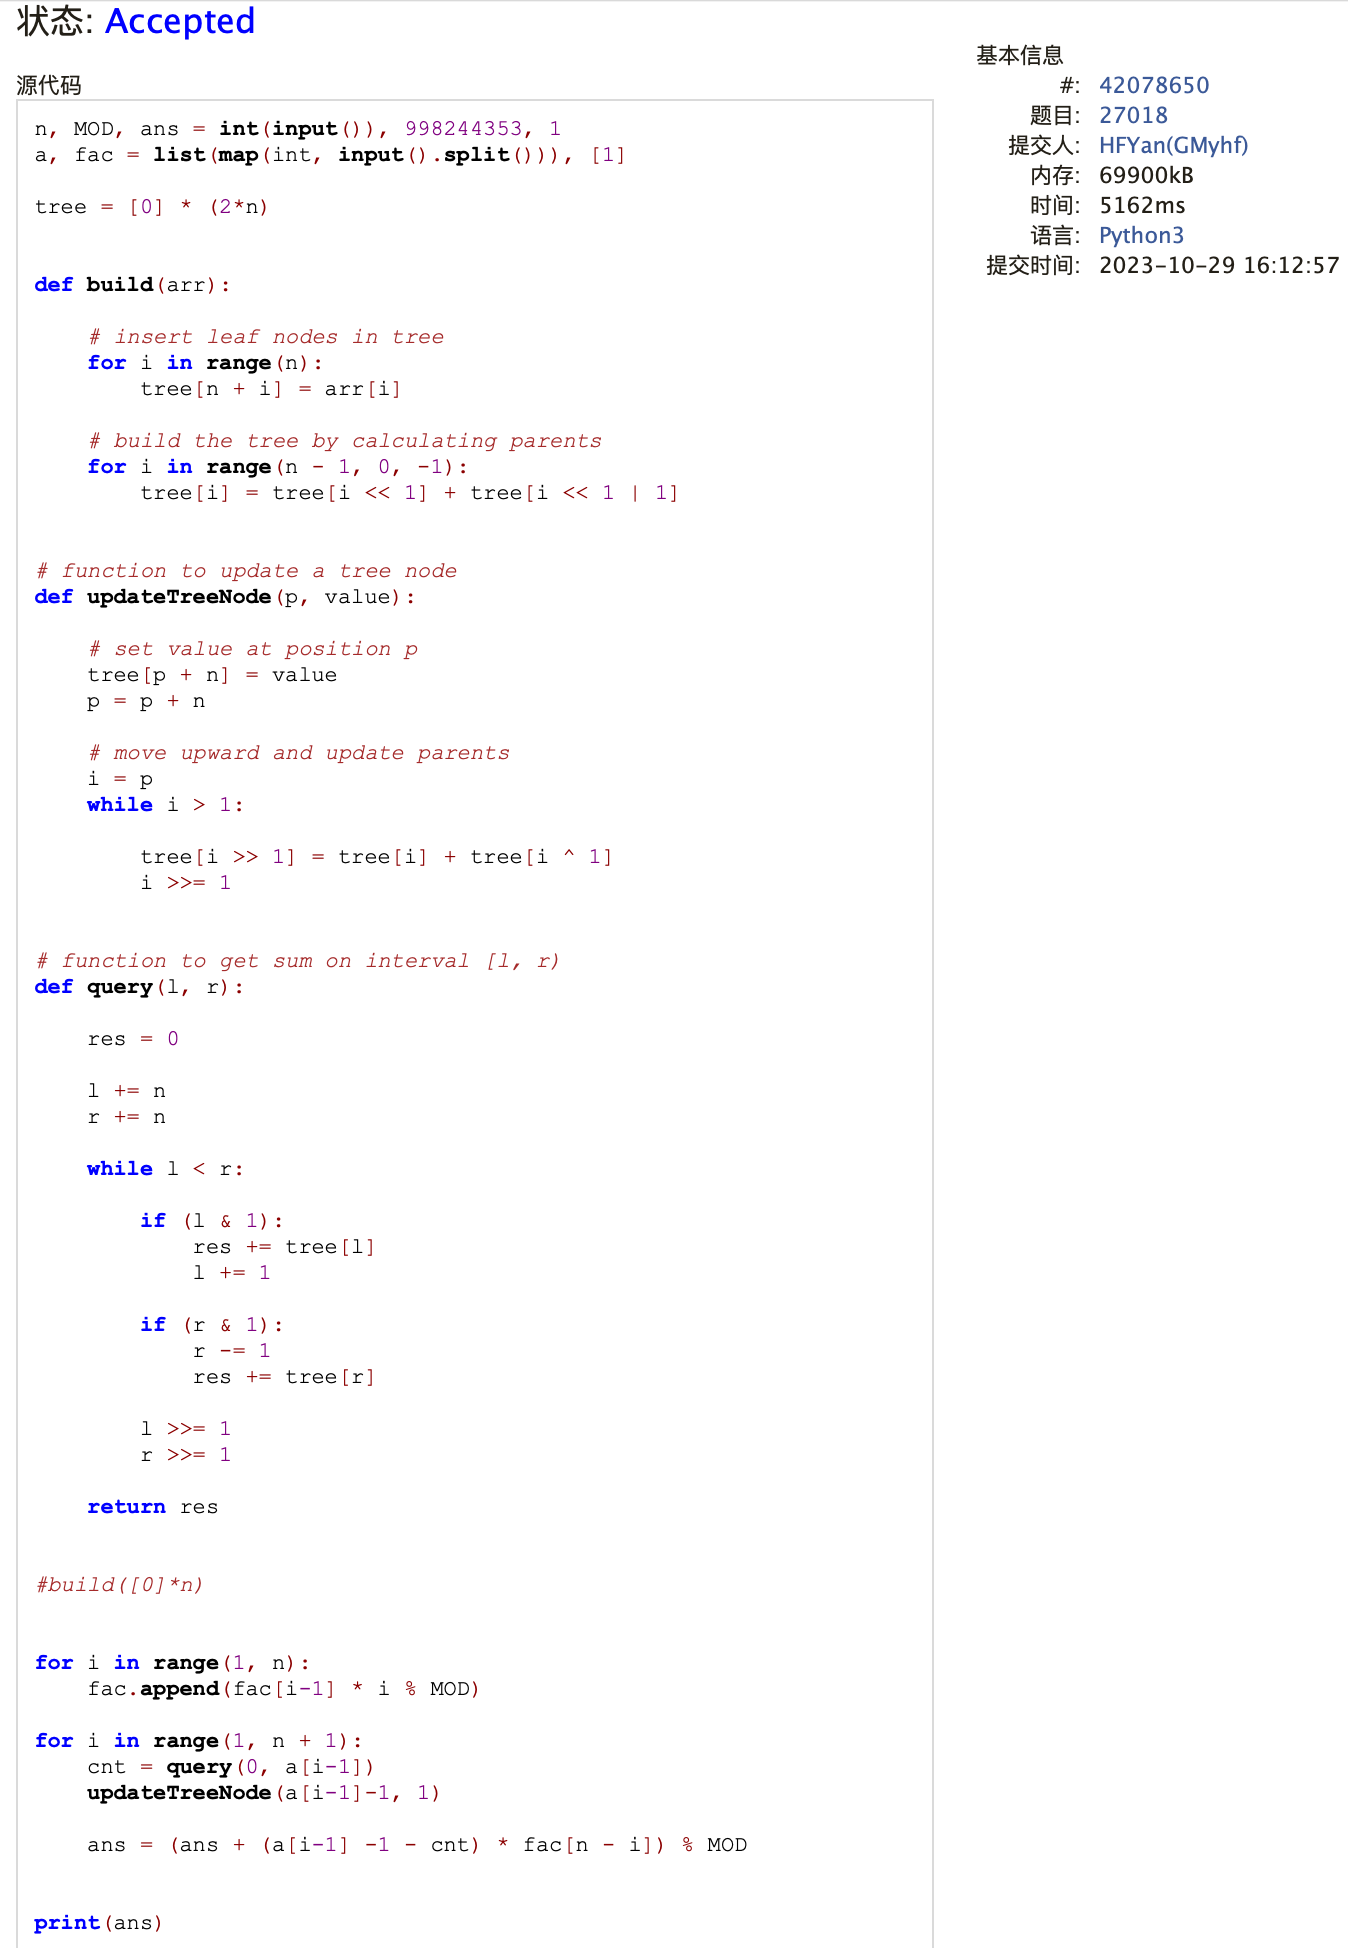 状态: Accepted
源代码
n, MOD, ans = int(input()), 998244353, 1
a, fac = list(map(int, input().split())), [1]
tree = [0] * (2*n)
def build(arr):
    # insert leaf nodes in tree
    for i in range(n):
        tree[n + i] = arr[i]
    # build the tree by calculating parents
    for i in range(n - 1, 0, -1):
        tree[i] = tree[i << 1] + tree[i << 1 | 1]
# function to update a tree node
def updateTreeNode(p, value):
    # set value at position p
    tree[p + n] = value
    p = p + n
    # move upward and update parents
    i = p
    while i > 1:
        tree[i >> 1] = tree[i] + tree[i ^ 1]
        i >>= 1
# function to get sum on interval [l, r)
def query(l, r):
    res = 0
    l += n
    r += n
    while l < r:
        if (l & 1):
            res += tree[l]
            l += 1
        if (r & 1):
            r -= 1
            res += tree[r]
        l >>= 1
        r >>= 1
    return res
#build([0]*n)
for i in range(1, n):
    fac.append(fac[i-1] * i % MOD)
for i in range(1, n + 1):
    cnt = query(0, a[i-1])
    updateTreeNode(a[i-1]-1, 1)
    ans = (ans + (a[i-1] -1 - cnt) * fac[n - i]) % MOD
print(ans)
基本信息
#: 42078650
题目: 27018
提交人: HFYan(GMyhf)
内存: 69900kB
时间: 5162ms
语言: Python3
提交时间: 2023-10-29 16:12:57